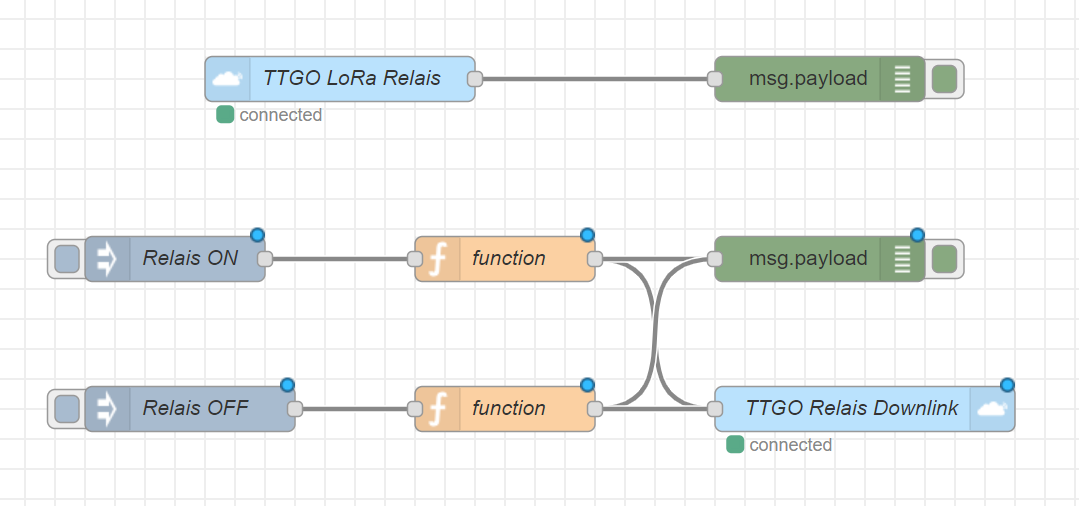 TTGO LoRa Relais
msg.payload
connected
Relais ON
function
msg.payload
Relais OFF
function
TTGO Relais Downlink
connected